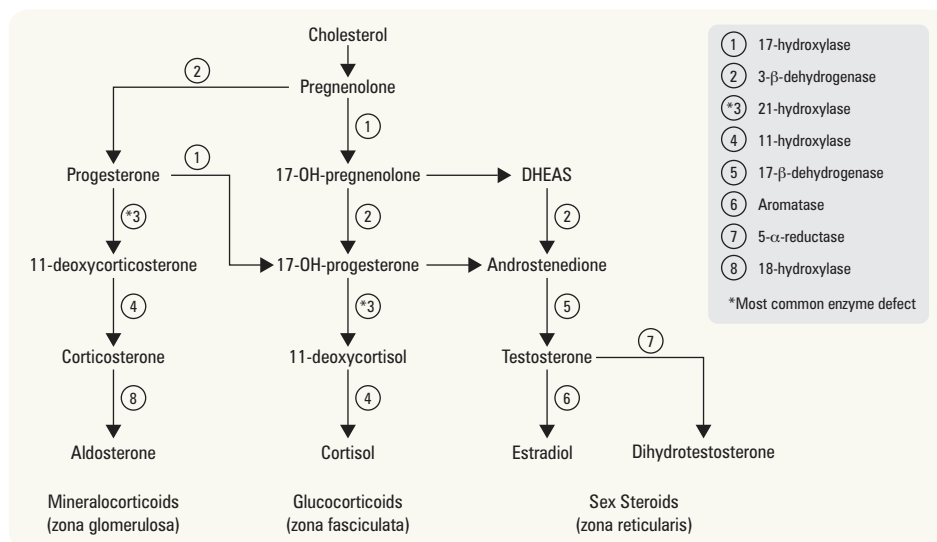 Cholesterol
2
Pregnenolone
1
1
Progesterone
17-OH-pregnenolone
DHEAS
*3
2
2
11-deoxycorticosterone
17-OH-progesterone
Androstenedione
4
*3
5
7
Corticosterone
11-deoxycortisol
Testosterone
8
4
6
Aldosterone
Cortisol
Estradiol
Dihydrotestosterone
Mineralocorticoids
(zona glomerulosa)
Glucocorticoids
(zona fasciculata)
Sex Steroids
(zona reticularis)
1 17-hydroxylase
2 3-β-dehydrogenase
*3 21-hydroxylase
4 11-hydroxylase
5 17-β-dehydrogenase
6 Aromatase
7 5-α-reductase
8 18-hydroxylase
*Most common enzyme defect